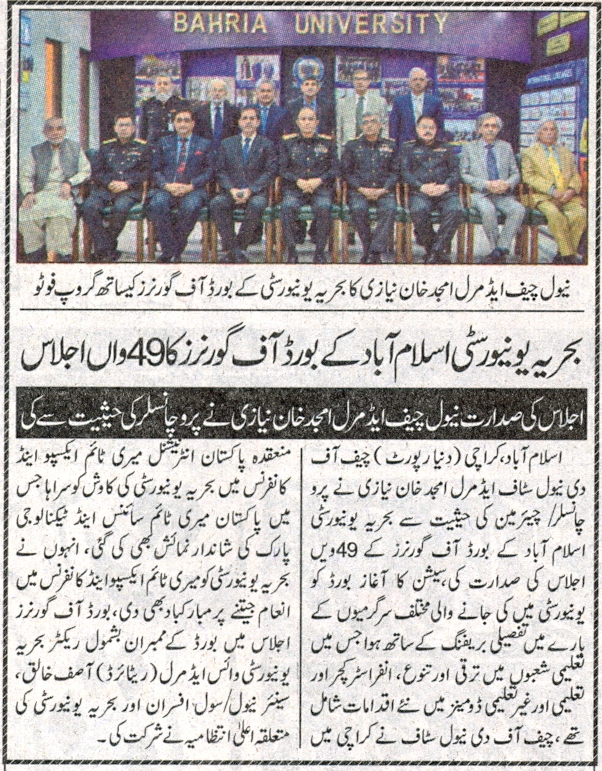 BAHRIA UNIVERSITY
نیول چیف ایڈمرل امجد خان نیازی کا بحریہ یونیورسٹی کے بورڈ آف گورنرز کیساتھ گروپ فوٹو
بحریہ یونیورسٹی اسلام آباد کے بورڈ آف گورنرز کا 49واں اجلاس
اجلاس کی صدارت نیول چیف ایڈمرل امجد خان نیازی نے پرو چانسلر کی حیثیت سے کی
اسلام آباد، کراچی (دنیا رپورٹ) چیف آف
دی نیول سٹاف ایڈمرل امجد خان نیازی نے پرو
چانسلر/ چیئرمین کی حیثیت سے بحریہ یونیورسٹی
اسلام آباد کے بورڈ آف گورنرز کے 49ویں
اجلاس کی صدارت کی، سیشن کا آغاز بورڈ کو
یونیورسٹی میں کی جانے والی مختلف سرگرمیوں کے
بارے میں تفصیلی بریفنگ کے ساتھ ہوا جس میں
تعلیمی شعبوں میں ترقی اور تنوع، انفراسٹرکچر اور
تعلیمی اور غیر تعلیمی ڈومینز میں نئے اقدامات شامل
تھے، چیف آف دی نیول سٹاف نے کراچی میں
منعقدہ پاکستان انٹرنیشنل میری ٹائم ایکسپو اینڈ
کانفرنس میں بحریہ یونیورسٹی کی کاوش کو سراہا جس
میں پاکستان میری ٹائم سائنس اینڈ ٹیکنالوجی
پارک کی شاندار نمائش بھی کی گئی، انہوں نے
بحریہ یونیورسٹی کو میری ٹائم ایکسپو اینڈ کانفرنس میں
انعام جیتنے پر مبارکباد بھی دی، بورڈ آف گورنرز
اجلاس میں بورڈ کے ممبران بشمول ریکٹر بحریہ
یونیورسٹی وائس ایڈمرل (ریٹائرڈ) آصف خالق،
سینئر نیول/سول افسران اور بحریہ یونیورسٹی کی
متعلقہ اعلیٰ انتظامیہ نے شرکت کی۔